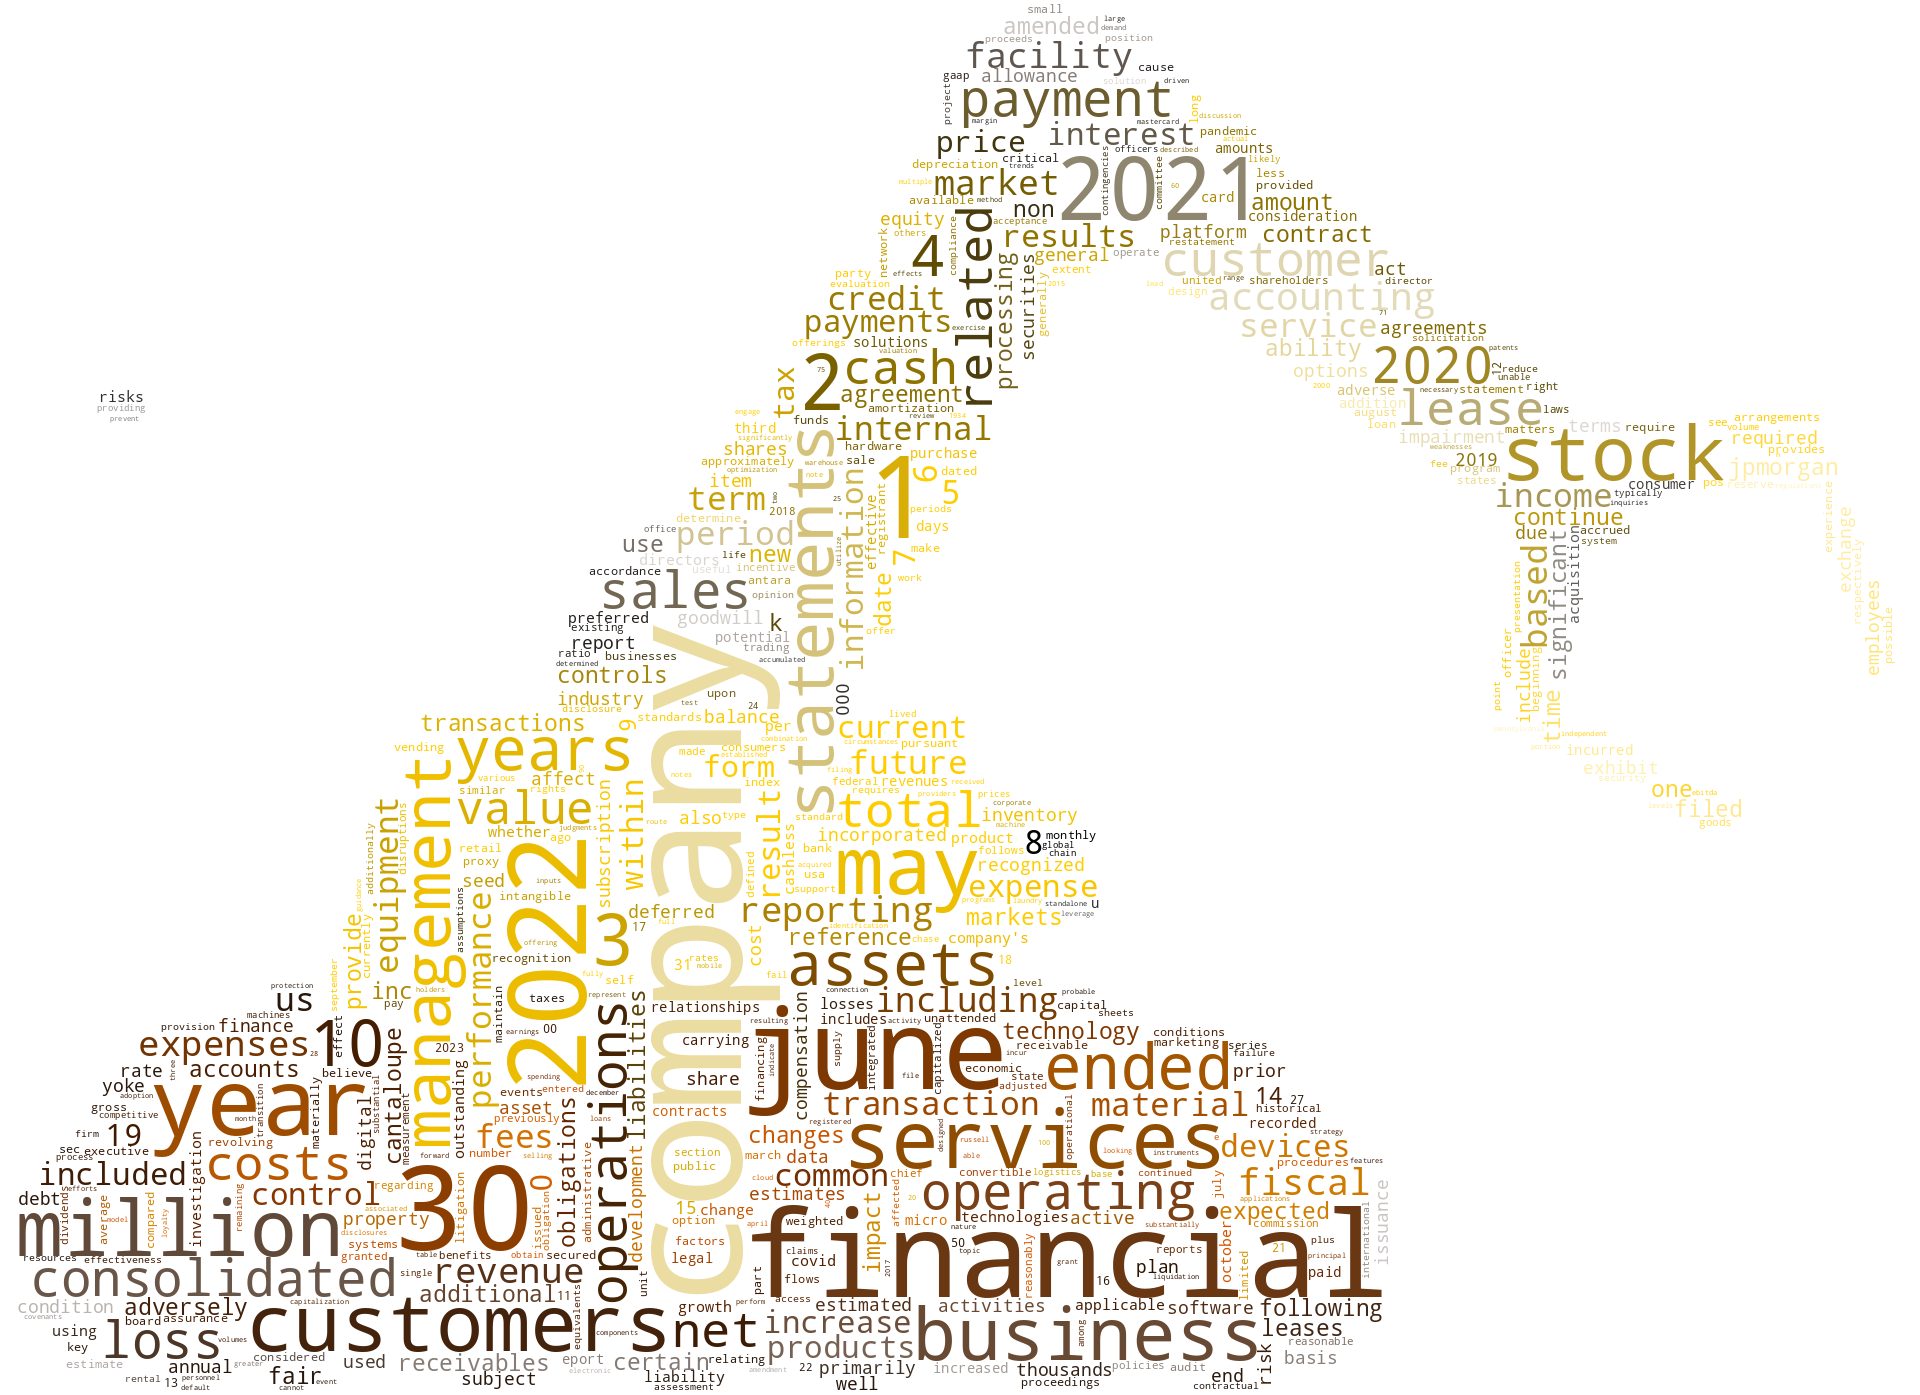 small
amended
large
demand
proceeds
position
facility
cause
gaap
allowance
solution
driven
project
payment
long
margin
mastercard
discussion
interest
pandemic
actual
price
officers
described
amounts
critical
trends
likely
depreciation
less
multiple
market
contingencies
committee
2021
60
card
provided
available
method
non
amount
equity
acceptance
consideration
others
related
results
platform
contract
restatement
network
4
effects
compliance
general
operate
customer
party
evaluation
processing
securities
extent
united
range
shareholders
act
director
credit
generally
2015
load
design
accounting
payments
exercise
71
service
agreements
offerings
solutions
valuation
solicitation
ability
2020
patents
75
2
cash
options
12
reduce
unable
tax
agreement
2000
adverse
necessary
statement
right
risks
providing
prevent
amortization
addition
lease
laws
engage
funds
review
1934
august
loan
see
arrangements
volume
third
significantly
internal
impairment
matters
terms
require
required
shares
hardware
weaknesses
stock
provides
approximately
optimization
warehouse
sale
purchase
fee
2019
program
jpmorgan
item
note
1
6
dated
states
consumer
pos
reserve
term
two
2018
25
5
income
typically
inquiries
determine
statements
information
periods
continue
experience
office
period
utilize
effective
registrant
days
due
accrued
system
use
life
new
7
make
exchange
respectively
directors
useful
incentive
accordance
antara
work
based
significant
acquisition
sales
opinion
date
presentation
employees
possible
preferred
existing
goodwill
k
offer
report
potential
trading
officer
ratio
determined
businesses
accumulated
include
beginning
controls
000
point
time
industry
upon
test
24
disclosure
standards
balance
per
lived
current
independent
transactions
9
combination
circumstances
pursuant
portion
incurred
vending
years
made
consumers
established
future
exhibit
security
various
affect
rights
notes
form
index
filing
federal
revenues
received
management
similar
requires
providers
prices
one
ebitda
levels
filed
goods
value
subscription
within
route
also
type
standard
total
corporate
inventory
machine
equipment
disruptions
whether
ago
judgments
result
cashless
incorporated
product
8
monthly
global
chain
retail
bank
follows
additionally
proxy
seed
inputs
defined
acquired
usa
support
may
recognized
guidance
intangible
expense
2022
performance
3
deferred
17
full
reporting
programs
laundry
standalone
u
markets
leverage
provide
currently
assumptions
offering
company
cost
identification
reference
chase
company's
recognition
31
rates
mobile
fully
self
fail
assets
18
level
protection
september
inc
holders
pay
taxes
represent
us
maintain
relationships
connection
losses
including
probable
capital
sheets
machines
provision
finance
effect
10
earnings
00
operations
liabilities
resulting
june
compensation
includes
activity
unattended
technology
conditions
marketing
series
expenses
28
2023
carrying
financing
indicate
supply
integrated
capitalized
incur
receivable
failure
rate
three
accounts
believe
cantaloupe
spending
economic
ended
prior
yoke
adoption
year
substantial
events
entered
december
share
file
state
adjusted
gross
competitive
month
transition
materially
outstanding
asset
previously
loans
contracts
transaction
material
14
27
historical
firm
19
digital
measurement
fees
registered
operational
recorded
strategy
sec
executive
process
revolving
forward
number
selling
obligations
section
public
changes
march
data
services
designed
russell
able
100
looking
instruments
e
devices
included
investigation
costs
administrative
cloud
common
chief
convertible
logistics
base
continued
procedures
features
debt
dividend
efforts
model
average
compared
loyalty
remaining
control
regarding
associated
30
litigation
0
issued
obligation
development
15
option
estimates
change
affected
operating
july
fiscal
applications
million
property
disclosures
april
weighted
40
20
micro
technologies
active
substantially
expected
commission
issuance
international
resources
effectiveness
systems
granted
table
benefits
obtain
secured
factors
legal
claims
covid
impact
2017
nature
50
topic
reports
october
21
plus
principal
consolidated
single
revenue
unit
part
flows
financial
reasonably
grant
plan
liquidation
limited
paid
condition
covenants
adversely
capitalization
additional
11
equivalents
growth
perform
access
estimated
activities
16
applicable
software
following
board
assurance
using
key
loss
volumes
customers
components
net
increase
business
among
leases
reasonable
estimate
considered
used
receivables
eport
electronic
certain
relating
products
basis
annual
greater
amendment
22
primarily
increased
thousands
policies
audit
risk
rental
13
personnel
default
fair
event
cannot
subject
liability
assessment
well
proceedings
end
contractual